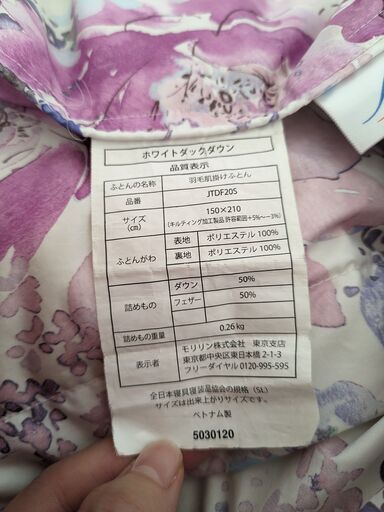 ホワイトダックダウン
品質表示
ふとんの名称 羽毛肌掛けふとん
品番 JTDF20S
サイズ(cm) 150×210
(キルティング加工製品 許容範囲+5%～−3%)
ふとんがわ 表地 ポリエステル 100%
裏地 ポリエステル 100%
詰めもの ダウン 50%
フェザー 50%
詰めもの重量 0.26kg
表示者 モリリン株式会社 東京支店
東京都中央区東日本橋 2-1-3
フリーダイヤル 0120-995-595
全日本寝具寝装品協会の規格(SL)
サイズは出来上がりサイズです。
ベトナム製
5030120